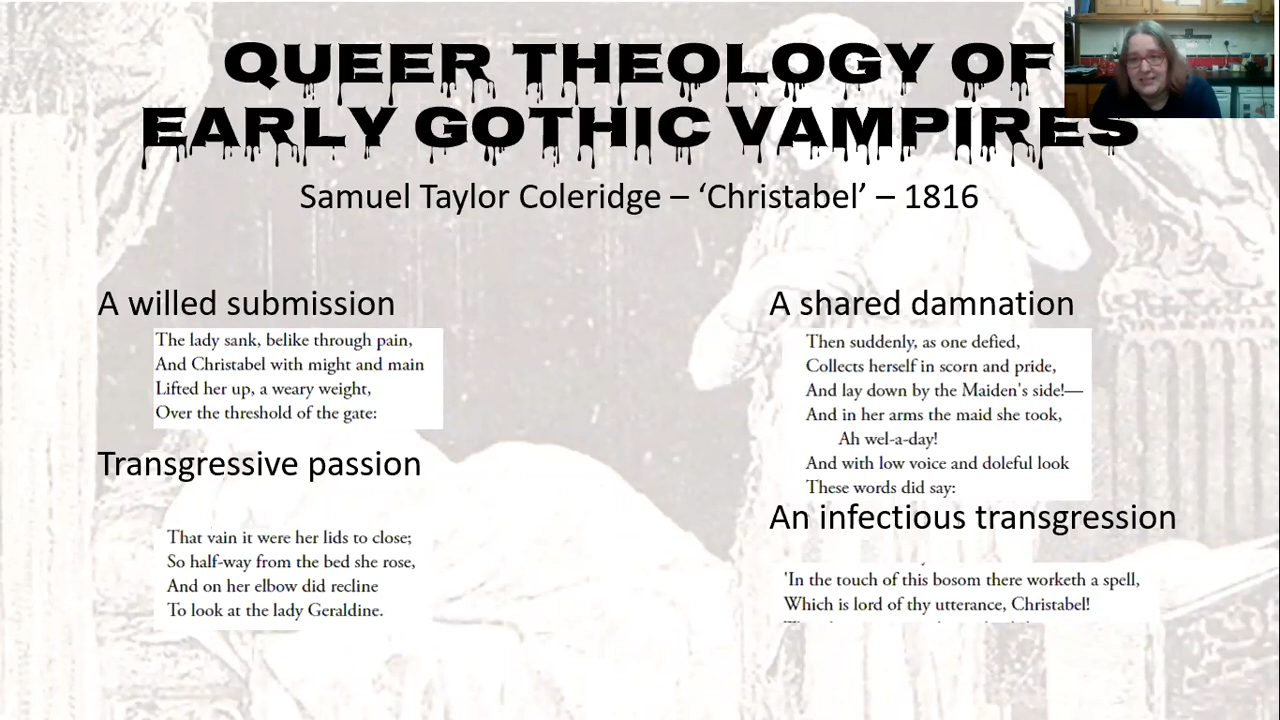 QUEER THEOLOGY OF
EARLY GOTHIC VAMPIRES
Samuel Taylor Coleridge – ‘Christabel’ – 1816
A willed submission
The lady sank, belike through pain,
And Christabel with might and main
Lifted her up, a weary weight,
Over the threshold of the gate:
Transgressive passion
That vain it were her lids to close;
So half-way from the bed she rose,
And on her elbow did recline
To look at the lady Geraldine.
A shared damnation
Then suddenly, as one defied,
Collects herself in scorn and pride,
And lay down by the Maiden's side!—
And in her arms the maid she took,
Ah wel-a-day!
And with low voice and doleful look
These words did say:
An infectious transgression
'In the touch of this bosom there worketh a spell,
Which is lord of thy utterance, Christabel!